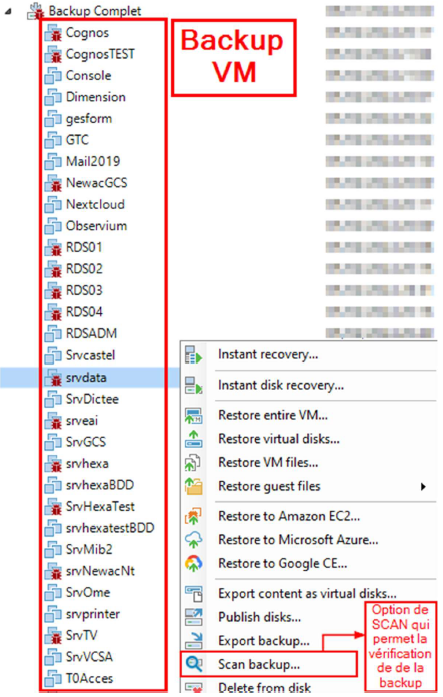 Backup Complet
Cognos
CognosTEST
Console
Dimension
gesform
GTC
Mail2019
NewacGCS
Nextcloud
Observium
RDS01
RDS02
RDS03
RDS04
RDSADM
Srvcastel
srvdata
SrvDictee
srveai
SrvGCS
srvhexa
srvhexaBDD
SrvHexaTest
srvhexatestBDD
SrvMib2
srvNewacNt
SrvOme
srvprinter
SrvTV
SrvVCSA
T0Acces
Backup
VM
Instant recovery...
Instant disk recovery...
Restore entire VM...
Restore virtual disks...
Restore VM files...
Restore guest files
Restore to Amazon EC2...
Restore to Microsoft Azure...
Restore to Google CE...
Export content as virtual disks...
Publish disks...
Export backup...
Scan backup...
Delete from disk
Option de
SCAN qui
permet la
vérification
de de la
backup